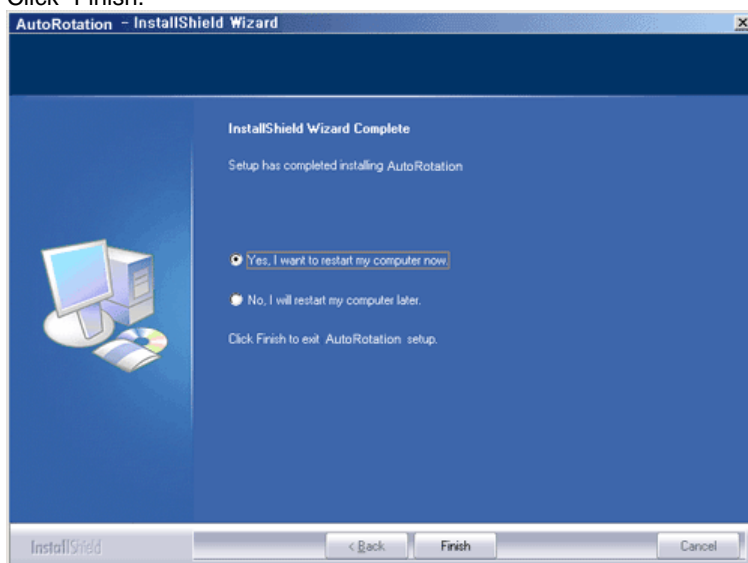 Click "Finish."
AutoRotation - InstallShield Wizard
InstallShield Wizard Complete
Setup has completed installing AutoRotation
Yes, I want to restart my computer now.
No, I will restart my computer later.
Click Finish to exit AutoRotation setup.
InstallShield
< Back
Finish
Cancel